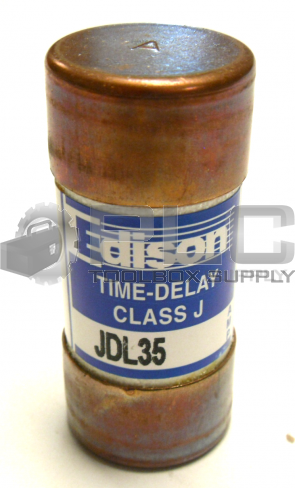 A
Edison
PLC
TOOLBOX SUPPLY
TIME-DELAY
CLASS J
JDL35